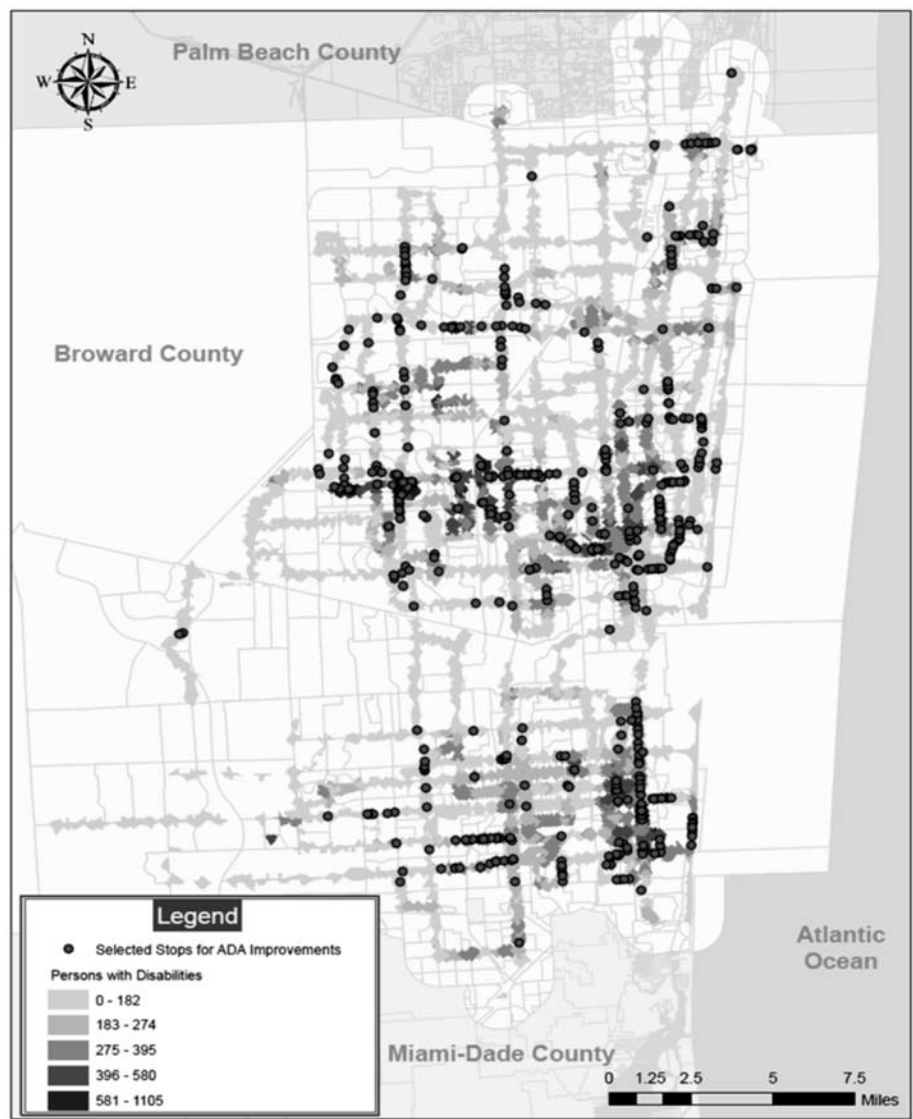 Palm Beach County
N
W E
S
Broward County
Legend
Selected Stops for ADA Improvements
Persons with Disabilities
0 - 182
183 - 274
275 - 395
396 - 580
581 - 1105
Atlantic
Ocean
Miami-Dade County
0 1.25 2.5 5 7.5
Miles